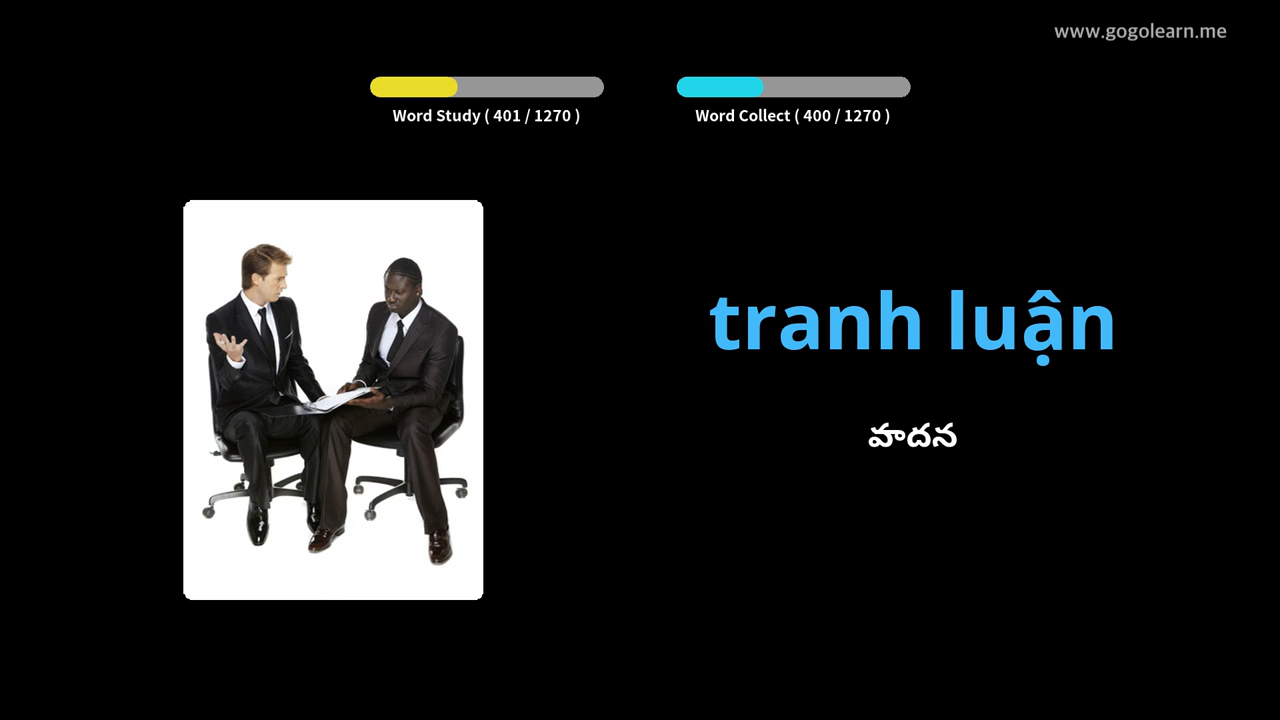 www.gogolearn.me
Word Study ( 401 / 1270 )
Word Collect ( 400 / 1270 )
tranh luận
వాదన